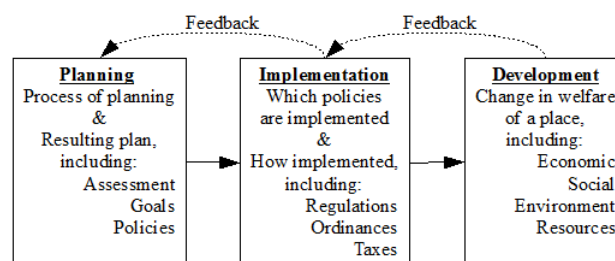 Feedback
Feedback
Planning
Process of planning
&
Resulting plan,
including:
Assessment
Goals
Policies
Implementation
Which policies
are implemented
&
How implemented,
including:
Regulations
Ordinances
Taxes
Development
Change in welfare
of a place,
including:
Economic
Social
Environment
Resources